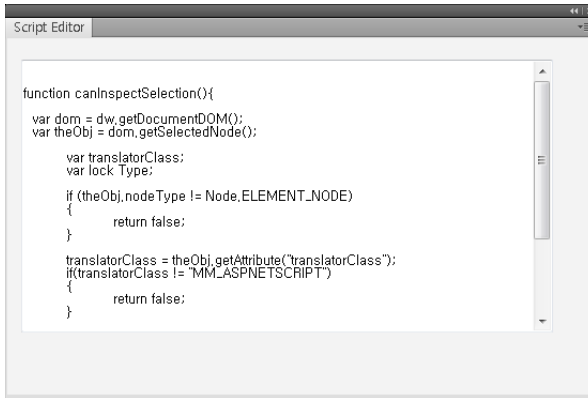 Script Editor
function canInspectSelection(){
var dom = dw.getDocumentDOM();
var theObj = dom.getSelectedNode();
var translatorClass;
var lock Type;
if (theObj.nodeType != Node.ELEMENT_NODE)
{
return false;
}
translatorClass = theObj.getAttribute("translatorClass");
if(translatorClass != "MM_ASPNETSCRIPT")
{
return false;
}